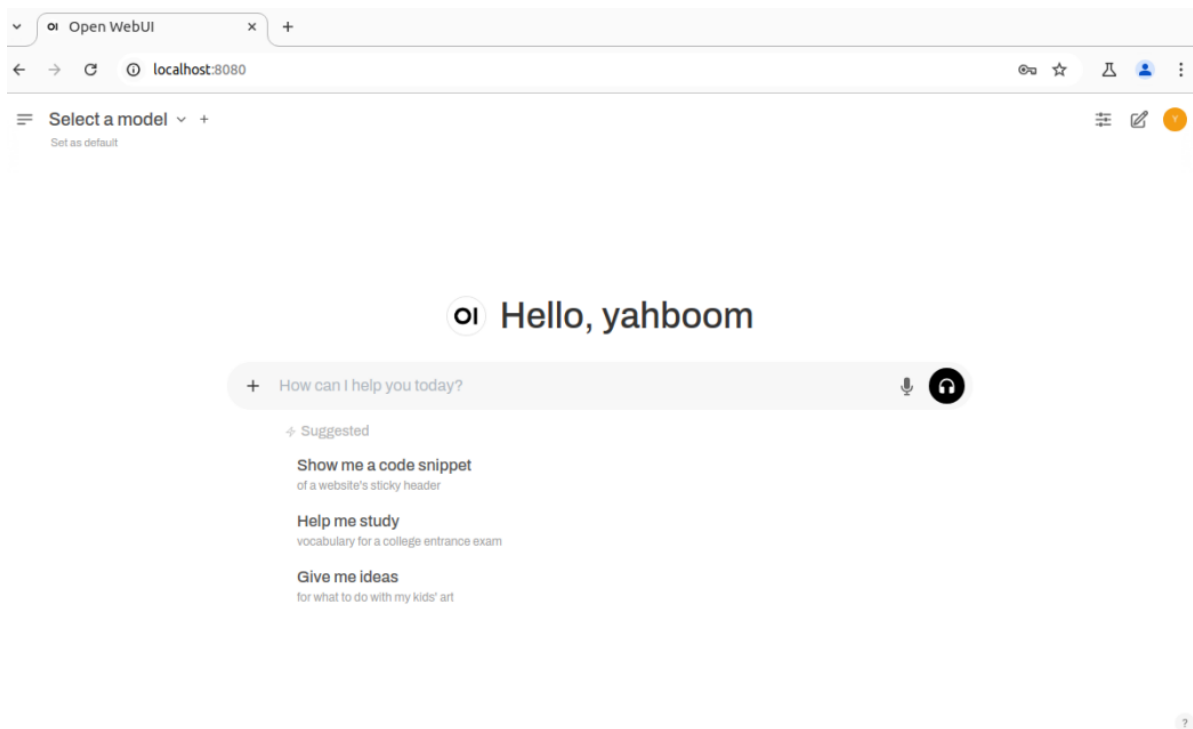 OI Open WebUI
localhost:8080
Select a model
Set as default
Y
OI Hello, yahboom
How can I help you today?
Suggested
Show me a code snippet
of a website's sticky header
Help me study
vocabulary for a college entrance exam
Give me ideas
for what to do with my kids' art
?